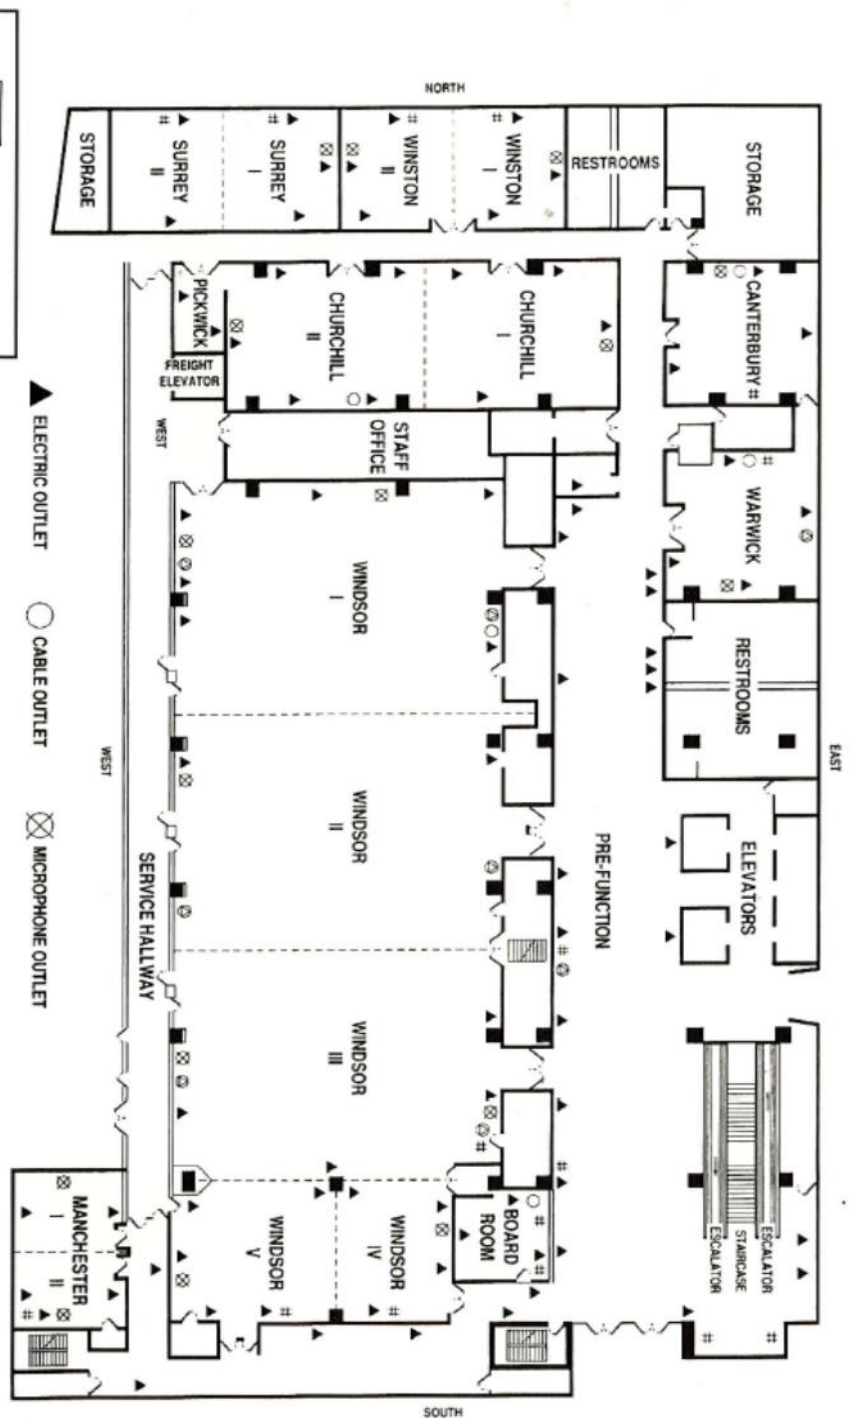 NORTH
STORAGE
SURREY
II
SURREY
I
WINSTON
II
WINSTON
I
RESTROOMS
STORAGE
PICKWICK
FREIGHT
ELEVATOR
CHURCHILL
II
CHURCHILL
I
CANTERBURY
WEST
STAFF
OFFICE
WARWICK
WINDSOR
I
RESTROOMS
EAST
WEST
WINDSOR
II
PRE-FUNCTION
ELEVATORS
SERVICE HALLWAY
WINDSOR
III
MANCHESTER
I
II
WINDSOR
V
WINDSOR
IV
BOARD
ROOM
ESCALATOR
STAIRCASE
ESCALATOR
SOUTH
ELECTRIC OUTLET
CABLE OUTLET
MICROPHONE OUTLET